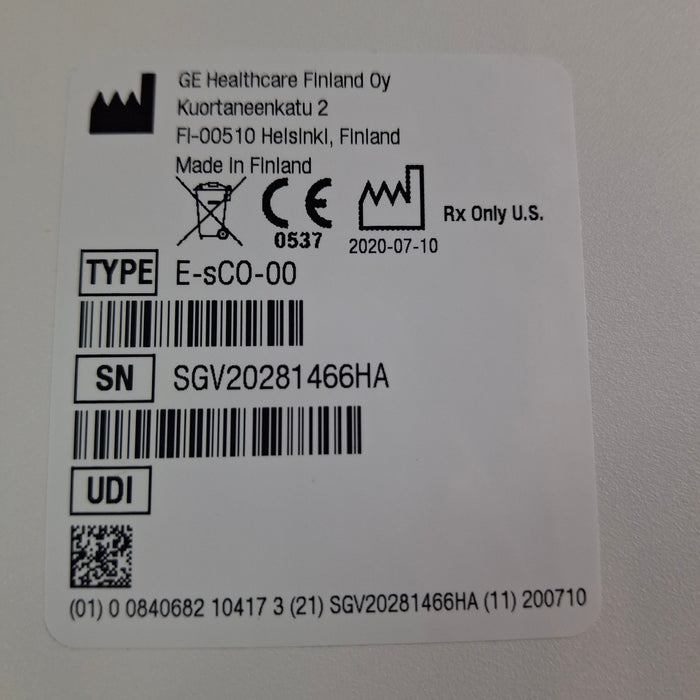 GE Healthcare Finland Oy
Kuortaneenkatu 2
FI-00510 Helsinki, Finland
Made in Finland
CE
0537
2020-07-10
Rx Only U.S.
TYPE E-sCO-00
SN SGV20281466HA
UDI
(01) 0 0840682 10417 3 (21) SGV20281466HA (11) 200710